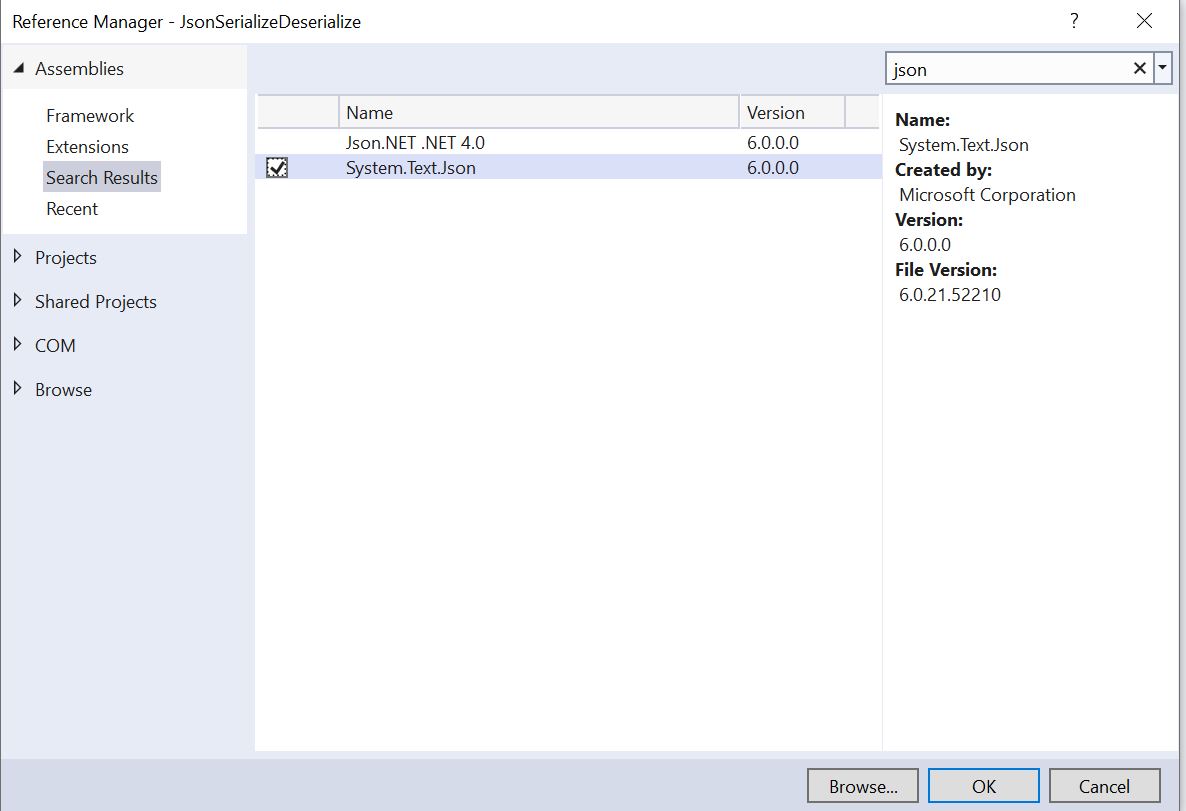 Reference Manager - JsonSerializeDeserialize ?
Assemblies
Framework
Extensions
Search Results
Recent
Projects
Shared Projects
COM
Browse
Name Version
Json.NET .NET 4.0 6.0.0.0
System.Text.Json 6.0.0.0
json
Name:
System.Text.Json
Created by:
Microsoft Corporation
Version:
6.0.0.0
File Version:
6.0.21.52210
Browse... OK Cancel